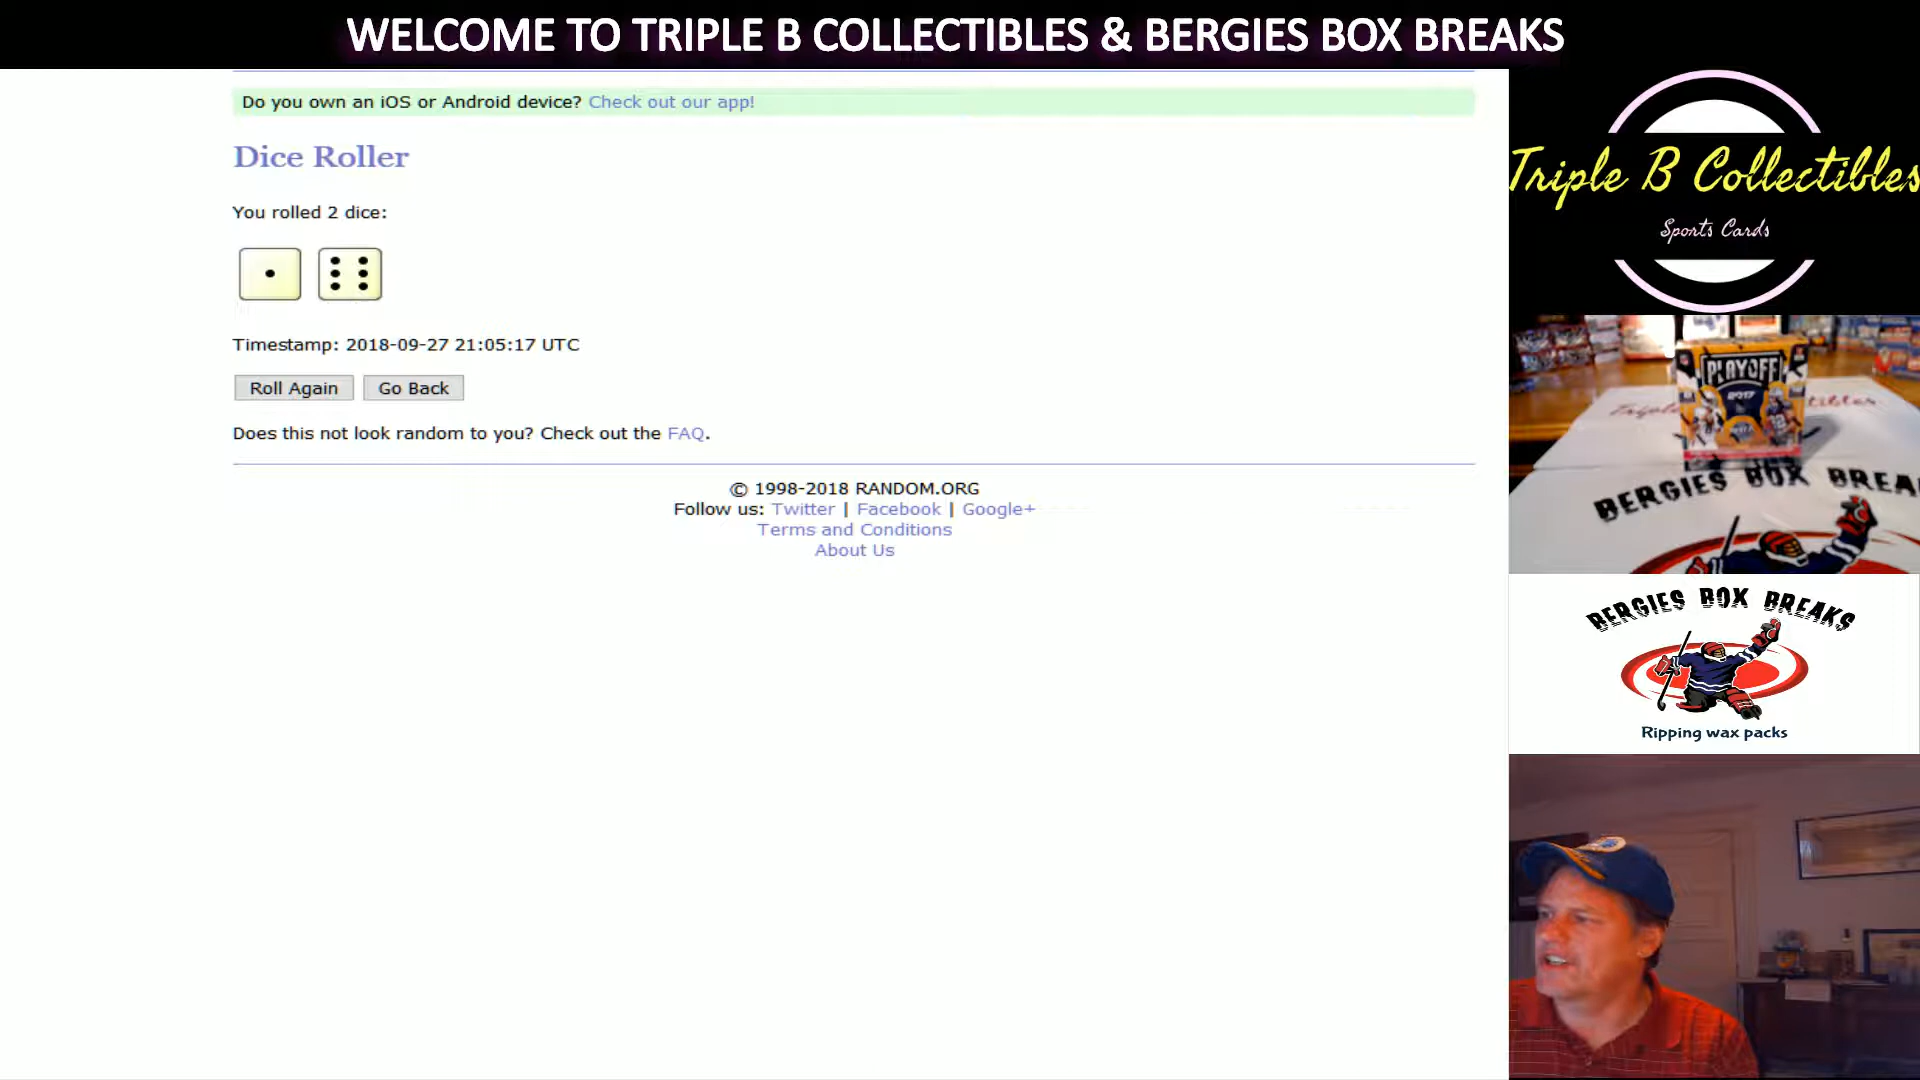 WELCOME TO TRIPLE B COLLECTIBLES & BERGIES BOX BREAKS
Do you own an iOS or Android device? Check out our app!
Dice Roller
You rolled 2 dice:
Timestamp: 2018-09-27 21:05:17 UTC
Roll Again Go Back
Does this not look random to you? Check out the FAQ.
© 1998-2018 RANDOM.ORG
Follow us: Twitter | Facebook | Google+
Terms and Conditions
About Us
Triple B Collectibles
Sports Cards
PLAYOFF
2017
BERGIES BOX BREA
BERGIES BOX BREAKS
Ripping wax packs